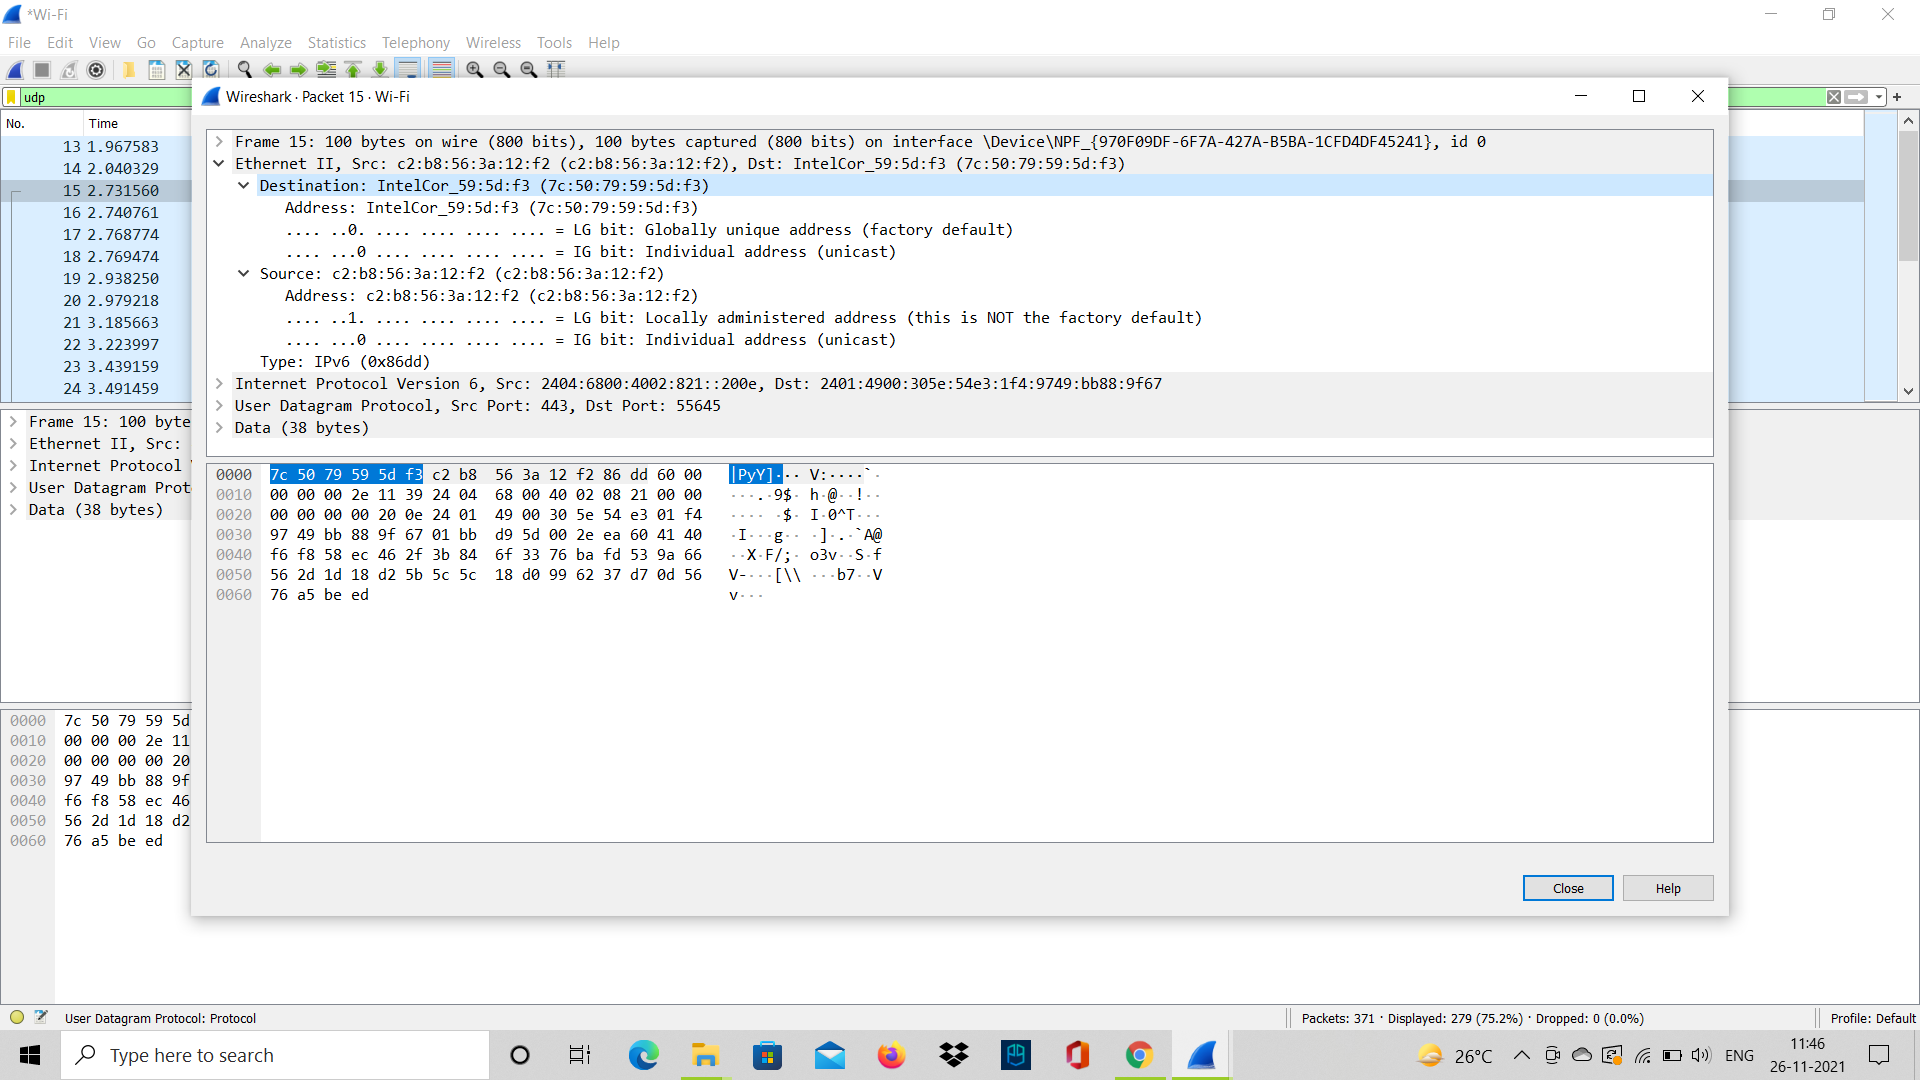 *Wi-Fi
File Edit View Go Capture Analyze Statistics Telephony Wireless Tools Help
udp
No. Time
13 1.967583
14 2.040329
15 2.731560
16 2.740761
17 2.768774
18 2.769474
19 2.938250
20 2.979218
21 3.185663
22 3.223997
23 3.439159
24 3.491459
Frame 15: 100 byte
Ethernet II, Src:
Internet Protocol
User Datagram Prot
Data (38 bytes)
0000 7c 50 79 59 5d
0010 00 00 00 2e 11
0020 00 00 00 00 20
0030 97 49 bb 88 9f
0040 f6 f8 58 ec 46
0050 56 2d 1d 18 d2
0060 76 a5 be ed
Wireshark · Packet 15 · Wi-Fi
Frame 15: 100 bytes on wire (800 bits), 100 bytes captured (800 bits) on interface \Device\NPF_{970F09DF-6F7A-427A-B5BA-1CFD4DF45241}, id 0
Ethernet II, Src: c2:b8:56:3a:12:f2 (c2:b8:56:3a:12:f2), Dst: IntelCor_59:5d:f3 (7c:50:79:59:5d:f3)
Destination: IntelCor_59:5d:f3 (7c:50:79:59:5d:f3)
Address: IntelCor_59:5d:f3 (7c:50:79:59:5d:f3)
.... ..0. .... .... .... .... = LG bit: Globally unique address (factory default)
.... ...0 .... .... .... .... = IG bit: Individual address (unicast)
Source: c2:b8:56:3a:12:f2 (c2:b8:56:3a:12:f2)
Address: c2:b8:56:3a:12:f2 (c2:b8:56:3a:12:f2)
.... ..1. .... .... .... .... = LG bit: Locally administered address (this is NOT the factory default)
.... ...0 .... .... .... .... = IG bit: Individual address (unicast)
Type: IPv6 (0x86dd)
Internet Protocol Version 6, Src: 2404:6800:4002:821::200e, Dst: 2401:4900:305e:54e3:1f4:9749:bb88:9f67
User Datagram Protocol, Src Port: 443, Dst Port: 55645
Data (38 bytes)
0000 7c 50 79 59 5d f3 c2 b8 56 3a 12 f2 86 dd 60 00 |PyY]··· V:····`·
0010 00 00 00 2e 11 39 24 04 68 00 40 02 08 21 00 00 ···.·9$· h·@··!··
0020 00 00 00 00 20 0e 24 01 49 00 30 5e 54 e3 01 f4 ···· ·$· I·0^T···
0030 97 49 bb 88 9f 67 01 bb d9 5d 00 2e ea 60 41 40 ·I···g·· ·]·.·`A@
0040 f6 f8 58 ec 46 2f 3b 84 6f 33 76 ba fd 53 9a 66 ··X·F/;· o3v··S·f
0050 56 2d 1d 18 d2 5b 5c 5c 18 d0 99 62 37 d7 0d 56 V-···[\\ ···b7··V
0060 76 a5 be ed v···
Close Help
User Datagram Protocol: Protocol
Packets: 371 · Displayed: 279 (75.2%) · Dropped: 0 (0.0%)
Profile: Default
Type here to search
26°C
ENG
11:46
26-11-2021